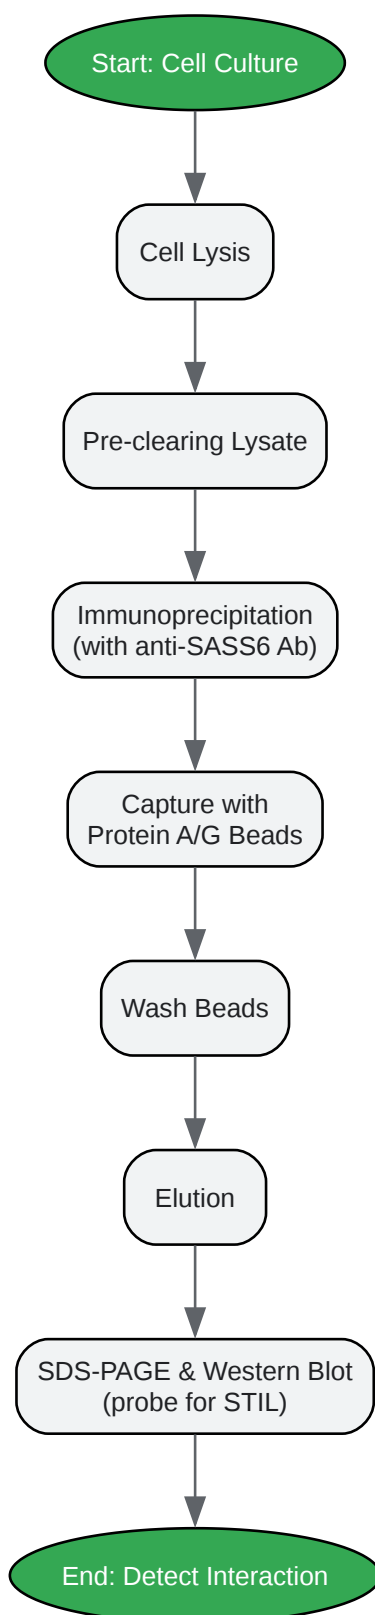 Start: Cell Culture
Cell Lysis
Pre-clearing Lysate
Immunoprecipitation
(with anti-SASS6 Ab)
Capture with
Protein A/G Beads
Wash Beads
Elution
SDS-PAGE & Western Blot
(probe for STIL)
End: Detect Interaction